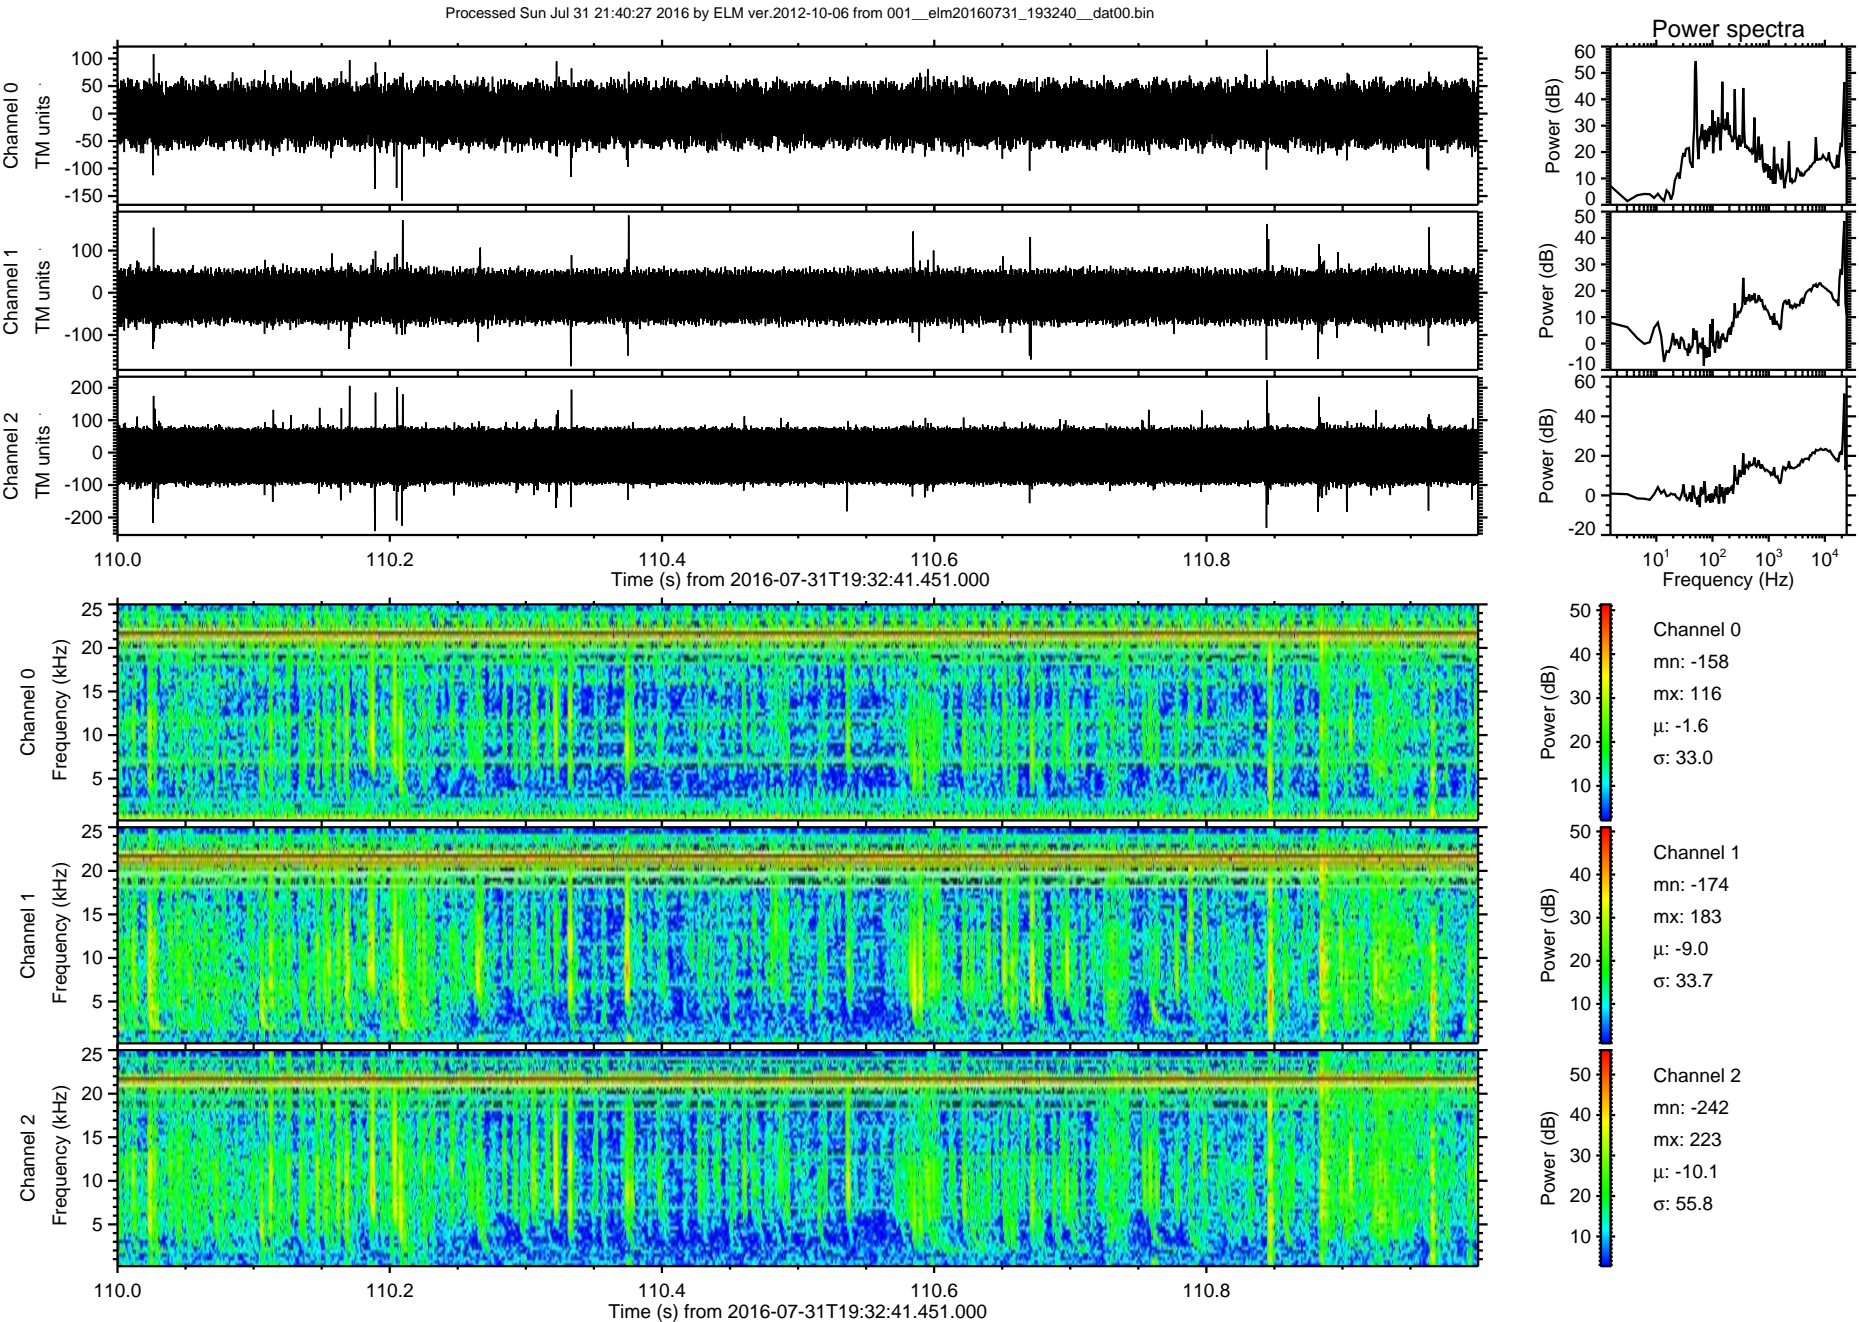 Processed Sun Jul 31 21:40:27 2016 by ELM ver.2012-10-06 from 001__elm20160731_193240__dat00.bin
Power spectra
Channel 0
TM units
100
50
0
-50
-100
-150
Power (dB)
60
50
40
30
20
10
0
Channel 1
TM units
100
0
-100
Power (dB)
50
40
30
20
10
0
-10
Channel 2
TM units
200
100
0
-100
-200
Power (dB)
60
40
20
0
-20
110.0 110.2 110.4 110.6 110.8
Time (s) from 2016-07-31T19:32:41.451.000
10^1 10^2 10^3 10^4
Frequency (Hz)
Channel 0
Frequency (kHz)
25
20
15
10
5
Power (dB)
50
40
30
20
10
Channel 0
mn: -158
mx: 116
μ: -1.6
σ: 33.0
Channel 1
Frequency (kHz)
25
20
15
10
5
Power (dB)
50
40
30
20
10
Channel 1
mn: -174
mx: 183
μ: -9.0
σ: 33.7
Channel 2
Frequency (kHz)
25
20
15
10
5
Power (dB)
50
40
30
20
10
Channel 2
mn: -242
mx: 223
μ: -10.1
σ: 55.8
110.0 110.2 110.4 110.6 110.8
Time (s) from 2016-07-31T19:32:41.451.000